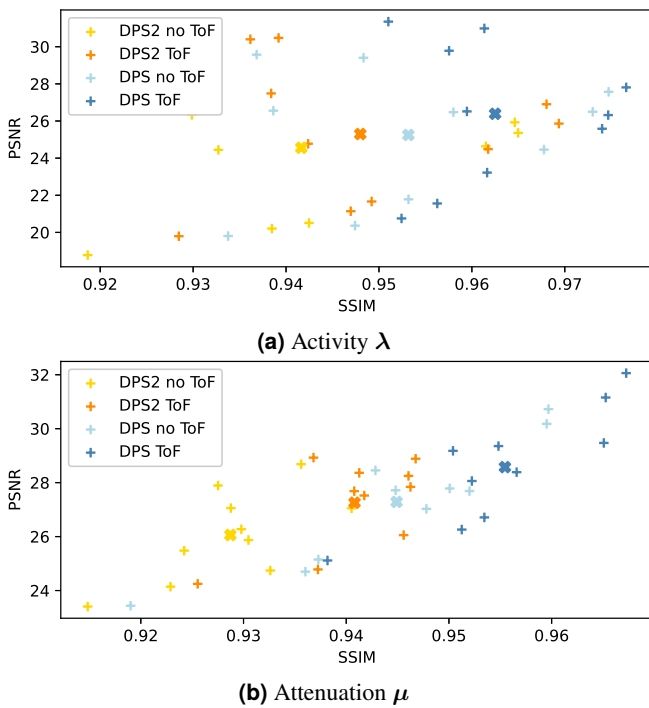 30
28
26
24
22
20
PSNR
DPS2 no ToF
DPS2 ToF
DPS no ToF
DPS ToF
0.92 0.93 0.94 0.95 0.96 0.97
SSIM
(a) Activity λ
32
30
28
26
24
PSNR
DPS2 no ToF
DPS2 ToF
DPS no ToF
DPS ToF
0.92 0.93 0.94 0.95 0.96
SSIM
(b) Attenuation μ